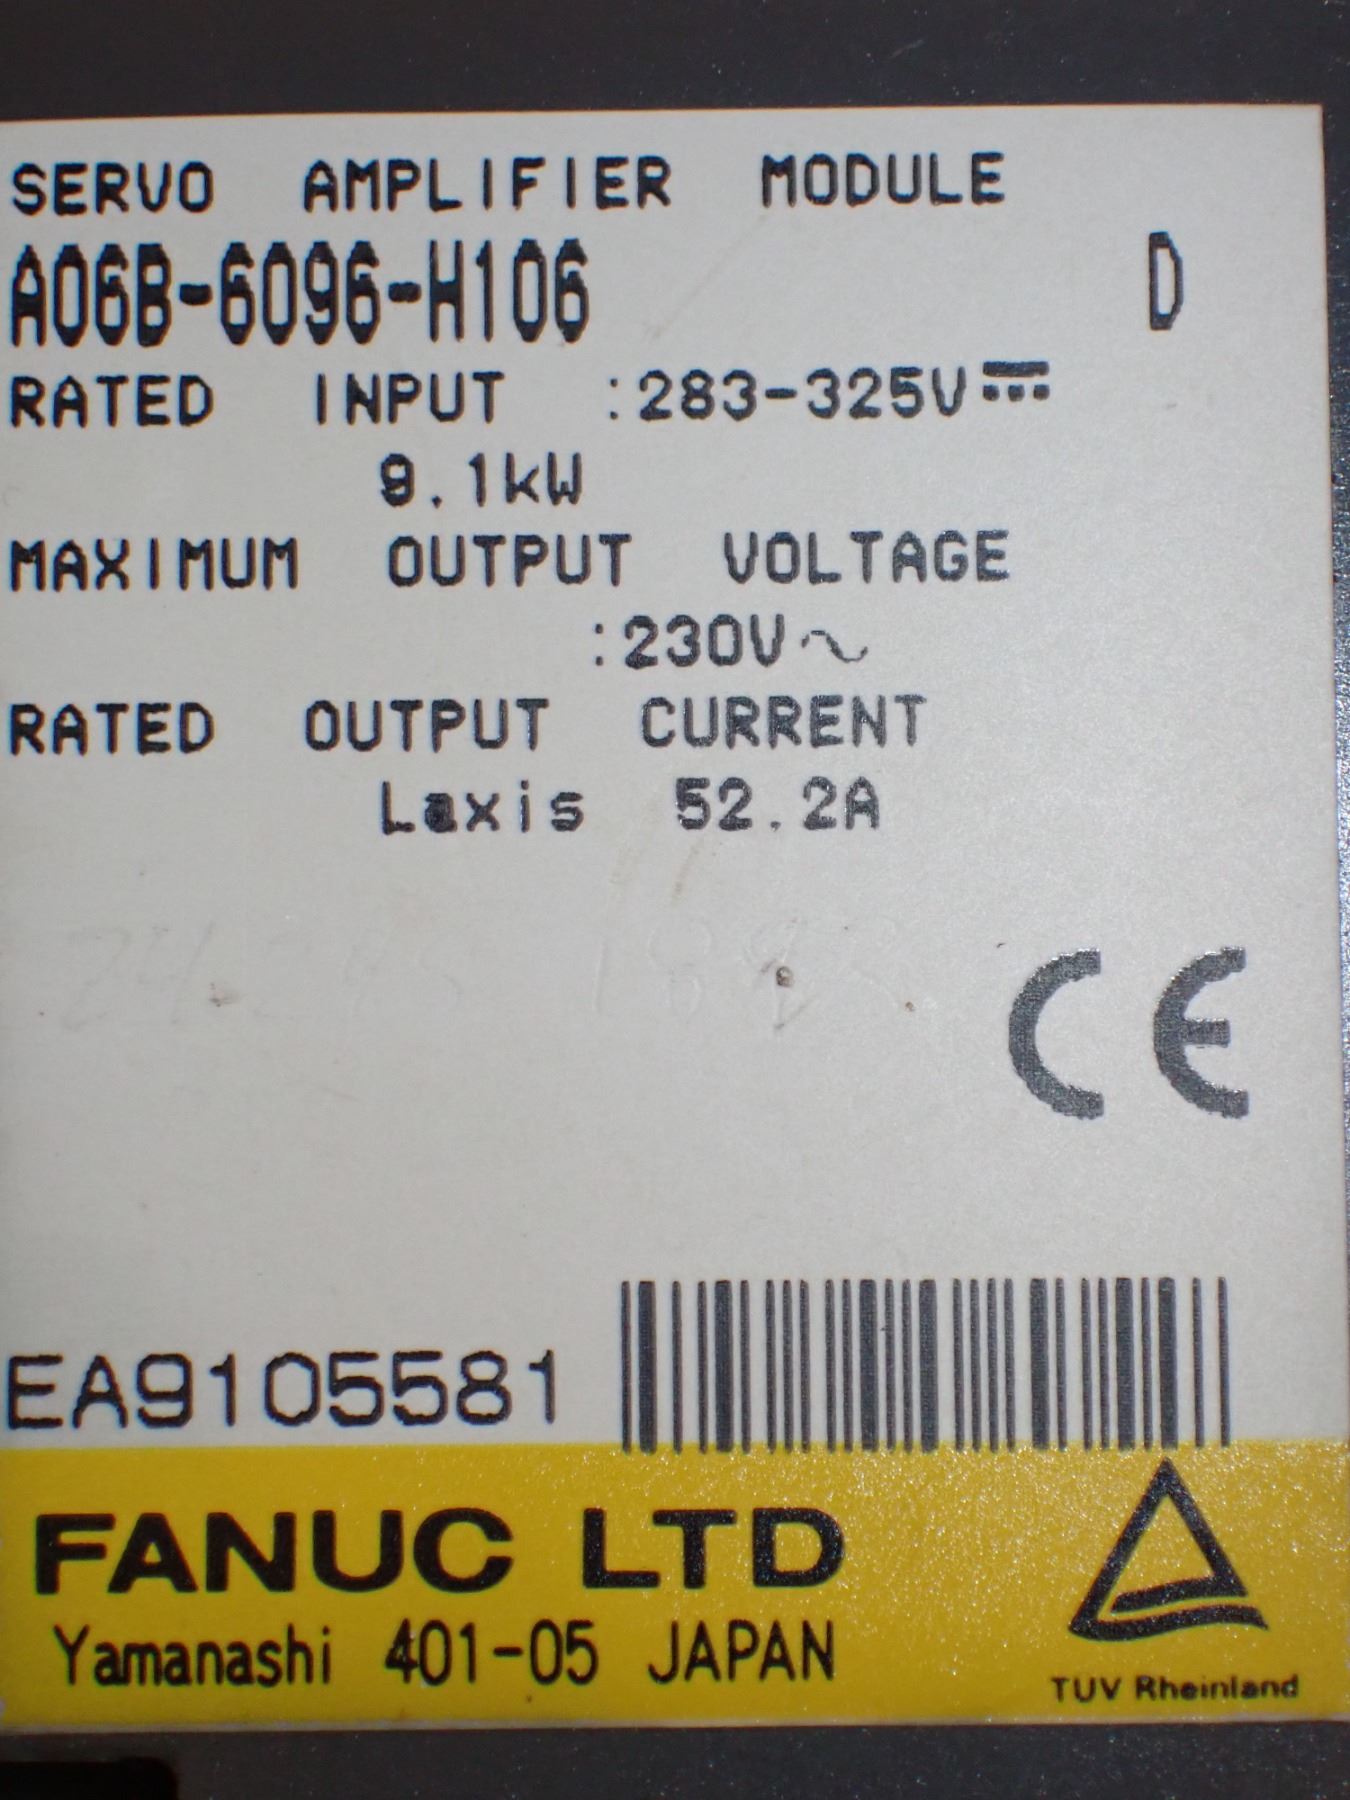 SERVO AMPLIFIER MODULE
A06B-6096-H106 D
RATED INPUT :283-325V⎓
9.1kW
MAXIMUM OUTPUT VOLTAGE
:230V~
RATED OUTPUT CURRENT
Laxis 52.2A
CE
EA9105581
FANUC LTD
Yamanashi 401-05 JAPAN
TUV Rheinland